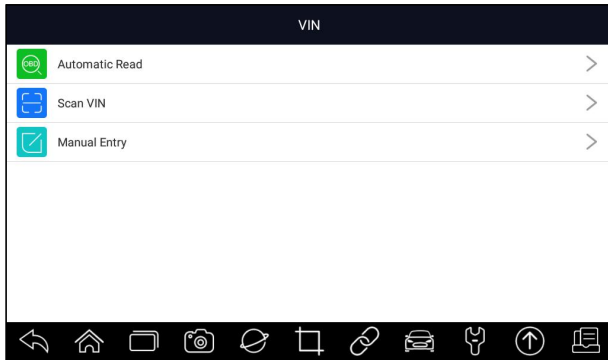 VIN
OBD
Automatic Read
Scan VIN
Manual Entry